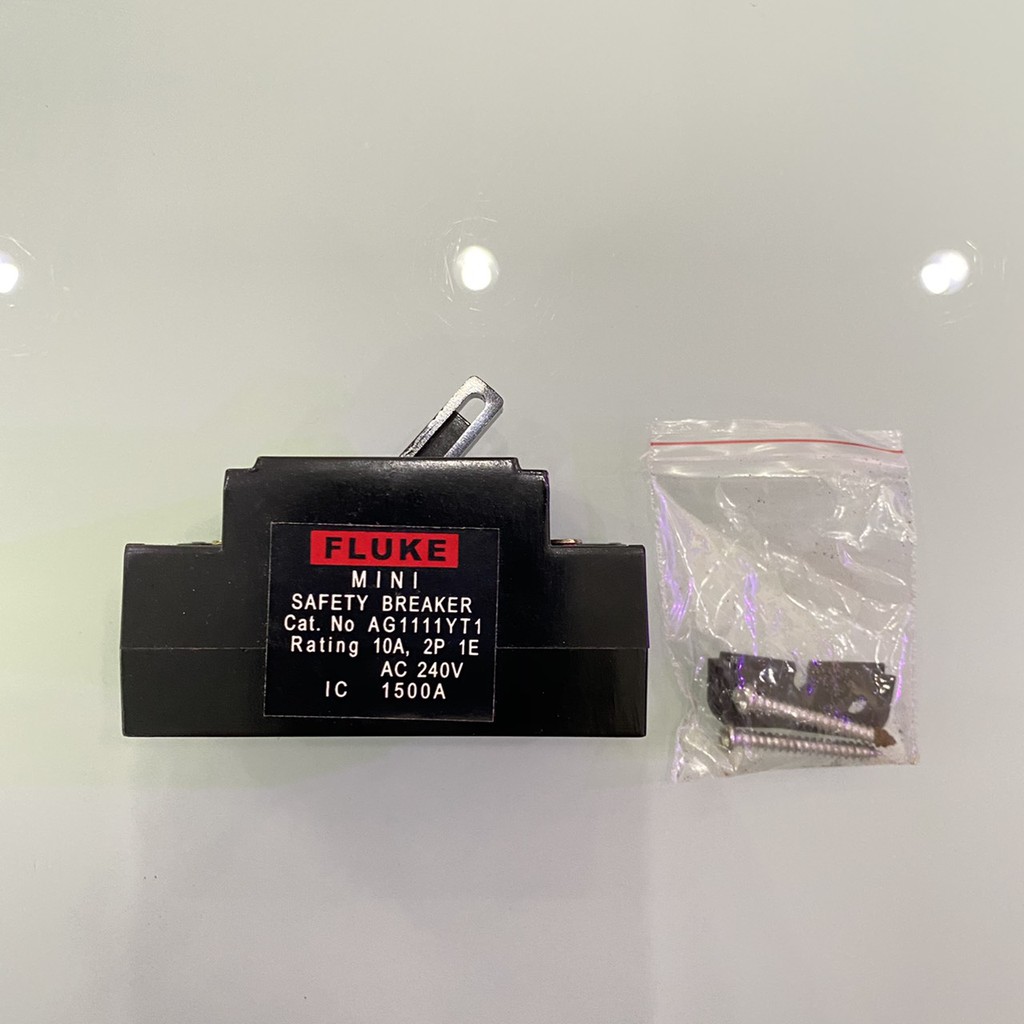 FLUKE
MINI
SAFETY BREAKER
Cat. No AG1111YT1
Rating 10A, 2P 1E
AC 240V
IC 1500A